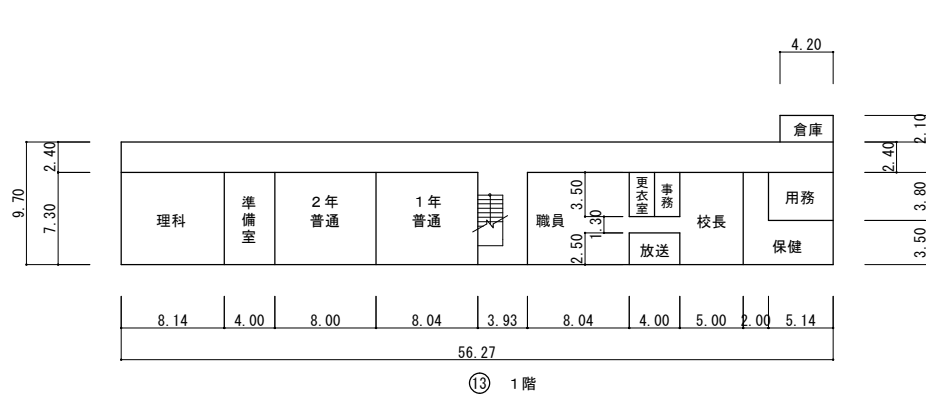 4.20
倉庫
2.10
2.40
2.40
9.70
7.30
3.50
1.30
2.50
3.80
3.50
理科
準備室
2年
普通
1年
普通
職員
更衣室
事務
放送
校長
用務
保健
8.14
4.00
8.00
8.04
3.93
8.04
4.00
5.00
2.00
5.14
56.27
⑬ 1階